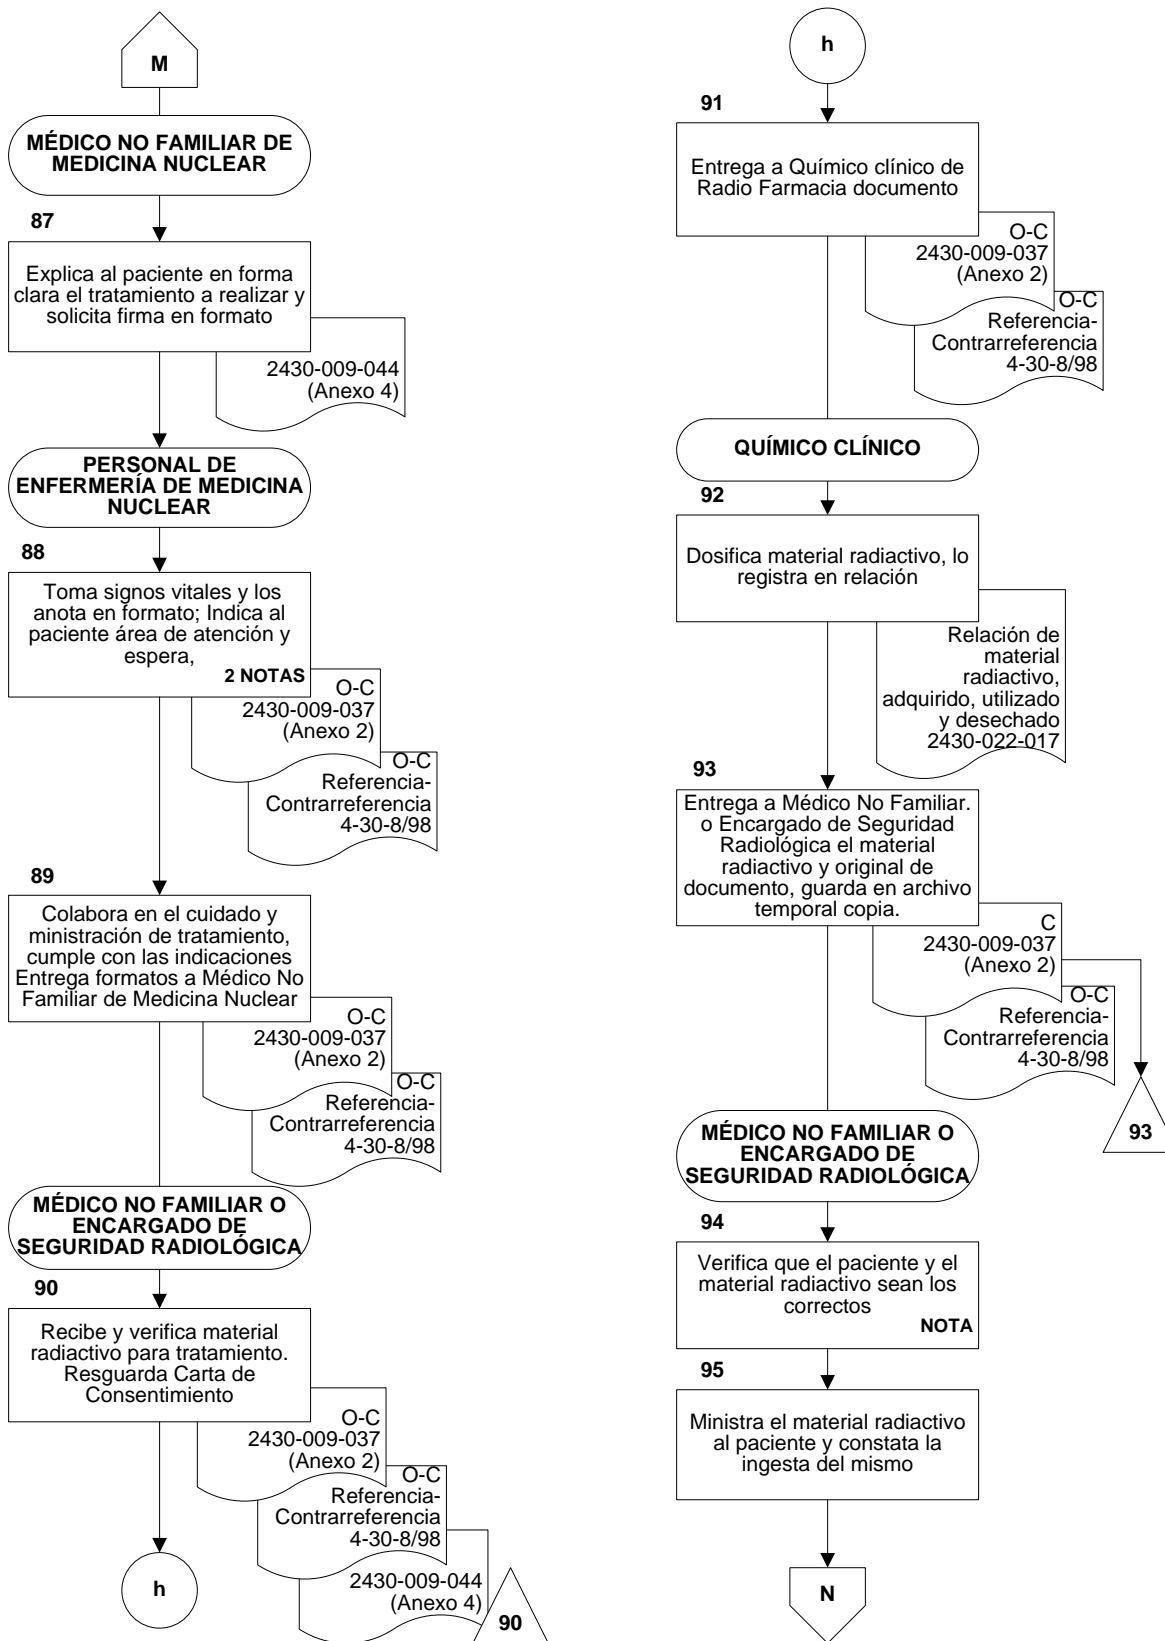 M
MÉDICO NO FAMILIAR DE
MEDICINA NUCLEAR
87
Explica al paciente en forma
clara el tratamiento a realizar y
solicita firma en formato
2430-009-044
(Anexo 4)
PERSONAL DE
ENFERMERÍA DE MEDICINA
NUCLEAR
88
Toma signos vitales y los
anota en formato; Indica al
paciente área de atención y
espera,
2 NOTAS
O-C
2430-009-037
(Anexo 2)
O-C
Referencia-
Contrarreferencia
4-30-8/98
89
Colabora en el cuidado y
ministración de tratamiento,
cumple con las indicaciones
Entrega formatos a Médico No
Familiar de Medicina Nuclear
O-C
2430-009-037
(Anexo 2)
O-C
Referencia-
Contrarreferencia
4-30-8/98
MÉDICO NO FAMILIAR O
ENCARGADO DE
SEGURIDAD RADIOLÓGICA
90
Recibe y verifica material
radiactivo para tratamiento.
Resguarda Carta de
Consentimiento
O-C
2430-009-037
(Anexo 2)
O-C
Referencia-
Contrarreferencia
4-30-8/98
2430-009-044
(Anexo 4)
90
h
h
91
Entrega a Químico clínico de
Radio Farmacia documento
O-C
2430-009-037
(Anexo 2)
O-C
Referencia-
Contrarreferencia
4-30-8/98
QUÍMICO CLÍNICO
92
Dosifica material radiactivo, lo
registra en relación
Relación de
material
radiactivo,
adquirido, utilizado
y desechado
2430-022-017
93
Entrega a Médico No Familiar.
o Encargado de Seguridad
Radiológica el material
radiactivo y original de
documento, guarda en archivo
temporal copia.
C
2430-009-037
(Anexo 2)
O-C
Referencia-
Contrarreferencia
4-30-8/98
93
MÉDICO NO FAMILIAR O
ENCARGADO DE
SEGURIDAD RADIOLÓGICA
94
Verifica que el paciente y el
material radiactivo sean los
correctos
NOTA
95
Ministra el material radiactivo
al paciente y constata la
ingesta del mismo
N